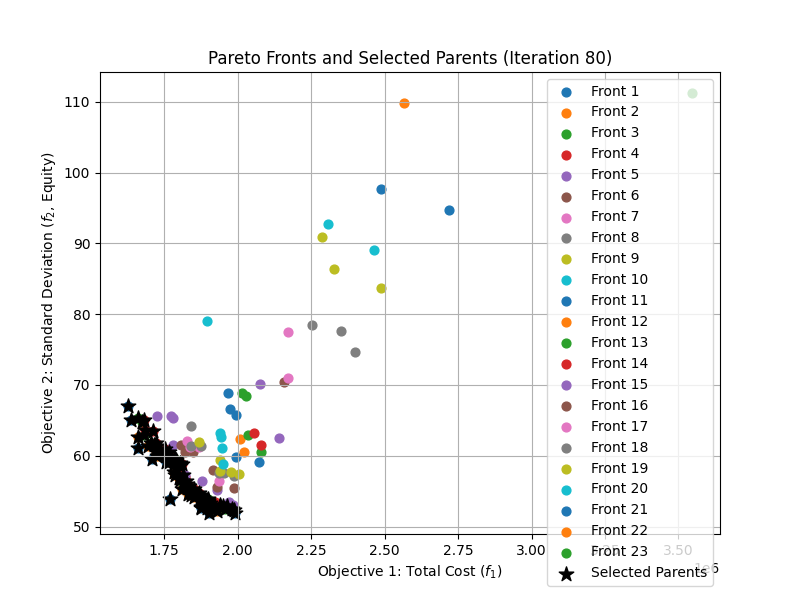 Pareto Fronts and Selected Parents (Iteration 80)
Objective 2: Standard Deviation (f₂, Equity)
110
100
90
80
70
60
50
Front 1
Front 2
Front 3
Front 4
Front 5
Front 6
Front 7
Front 8
Front 9
Front 10
Front 11
Front 12
Front 13
Front 14
Front 15
Front 16
Front 17
Front 18
Front 19
Front 20
Front 21
Front 22
Front 23
Selected Parents
1.75 2.00 2.25 2.50 2.75 3.00 3.50
1e6
Objective 1: Total Cost (f₁)